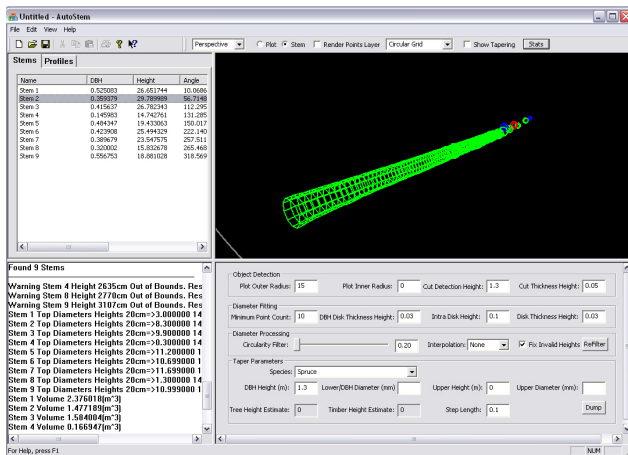 Untitled - AutoStem
File Edit View Help
Perspective Plot Stem Render Points Layer Circular Grid Show Tapering Stats
Stems Profiles
Name DBH Height Angle
Stem 1 0.525083 26.651744 10.0686
Stem 2 0.359379 29.789989 56.7148
Stem 3 0.415637 26.782343 112.295
Stem 4 0.145983 14.742761 131.285
Stem 5 0.484347 19.433063 150.017
Stem 6 0.423908 25.494329 222.140
Stem 7 0.389679 23.547575 257.511
Stem 8 0.320002 15.832678 265.468
Stem 9 0.556753 18.881028 318.569
Found 9 Stems
Warning Stem 4 Height 2635cm Out of Bounds. Res
Warning Stem 8 Height 2770cm Out of Bounds. Res
Warning Stem 9 Height 3107cm Out of Bounds. Res
Stem 1 Top Diameters Heights 20cm=>3.000000 14
Stem 2 Top Diameters Heights 20cm=>8.300000 14
Stem 3 Top Diameters Heights 20cm=>9.900000 14
Stem 4 Top Diameters Heights 20cm=>0.300000 14
Stem 5 Top Diameters Heights 20cm=>11.200000 1
Stem 6 Top Diameters Heights 20cm=>10.699000 1
Stem 7 Top Diameters Heights 20cm=>11.699000 1
Stem 8 Top Diameters Heights 20cm=>1.300000 14
Stem 9 Top Diameters Heights 20cm=>10.999000 1
Stem 1 Volume 2.376018[m^3]
Stem 2 Volume 1.477189[m^3]
Stem 3 Volume 1.584004[m^3]
Stem 4 Volume 0.166947[m^3]
Object Detection
Plot Outer Radius: 15 Plot Inner Radius: 0 Cut Detection Height: 1.3 Cut Thickness Height: 0.05
Diameter Fitting
Minimum Point Count: 10 DBH Disk Thickness Height: 0.03 Intra Disk Height: 0.1 Disk Thickness Height: 0.03
Diameter Processing
Circularity Filter: 0.20 Interpolation: None Fix Invalid Heights ReFilter
Taper Parameters
Species: Spruce
DBH Height (m): 1.3 Lower/DBH Diameter (mm): Upper Height (m): 0 Upper Diameter (mm):
Tree Height Estimate: 0 Timber Height Estimate: 0 Step Length: 0.1 Dump
For Help, press F1 NUM